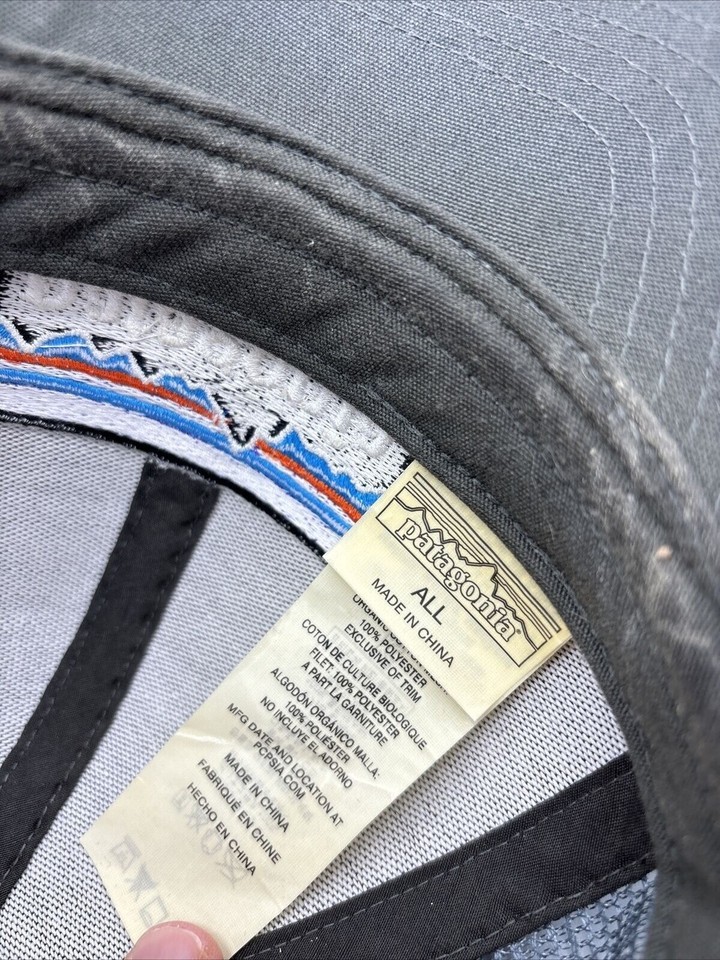 patagonia®
ALL
MADE IN CHINA
100% POLYESTER
EXCLUSIVE OF TRIM
COTON DE CULTURE BIOLOGIQUE
FILET: 100% POLYESTER
À PART LA GARNITURE
ALGODÓN ORGÁNICO MALLA:
100% POLIÉSTER
NO INCLUYE EL ADORNO
MFG DATE AND LOCATION AT
PCPSIA.COM
MADE IN CHINA
FABRIQUÉ EN CHINE
HECHO EN CHINA